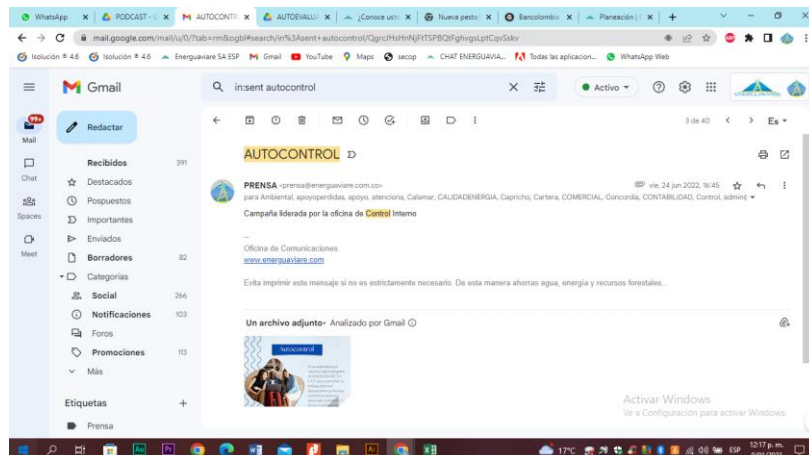 WhatsApp
PODCAST -
AUTOCONTR
AUTOEVALU
¿Conoce ust
Nueva pesta
Bancolombi
Planeación |
mail.google.com/mail/u/0/?tab=rm&ogbl#search/in%3Asent+autocontrol/
Isolución ® 4.6
Isolución ® 4.6
Energuaviare SA ESP
Gmail
YouTube
Maps
secop
CHAT ENERGUAVIA...
Todas las aplicacion...
WhatsApp Web
Gmail
in:sent autocontrol
Activo
99+
Mail
Chat
Spaces
Meet
Redactar
Recibidos 391
Destacados
Pospuestos
Importantes
Enviados
Borradores 82
Categorías
Social 266
Notificaciones 103
Foros
Promociones 113
Más
Etiquetas
Prensa
3 de 40
Es
AUTOCONTROL
PRENSA <prensa@energuaviare.com.co>
vie, 24 jun 2022, 16:45
para Ambiental, apoyoperdidas, apoyo, atenciona, Calamar, CALIDADENERGIA, Capricho, Cartera, COMERCIAL, Concordia, CONTABILIDAD, Control,
Campaña liderada por la oficina de Control Interno
--
Oficina de Comunicaciones
www.energuaviare.com
Evita imprimir este mensaje si no es estrictamente necesario. De esta manera ahorras agua, energía y recursos forestales...
Un archivo adjunto • Analizado por Gmail
Autocontrol
Activar Windows
Ve a Configuración para activar Windows.
17°C
ESP
12:17 p. m.